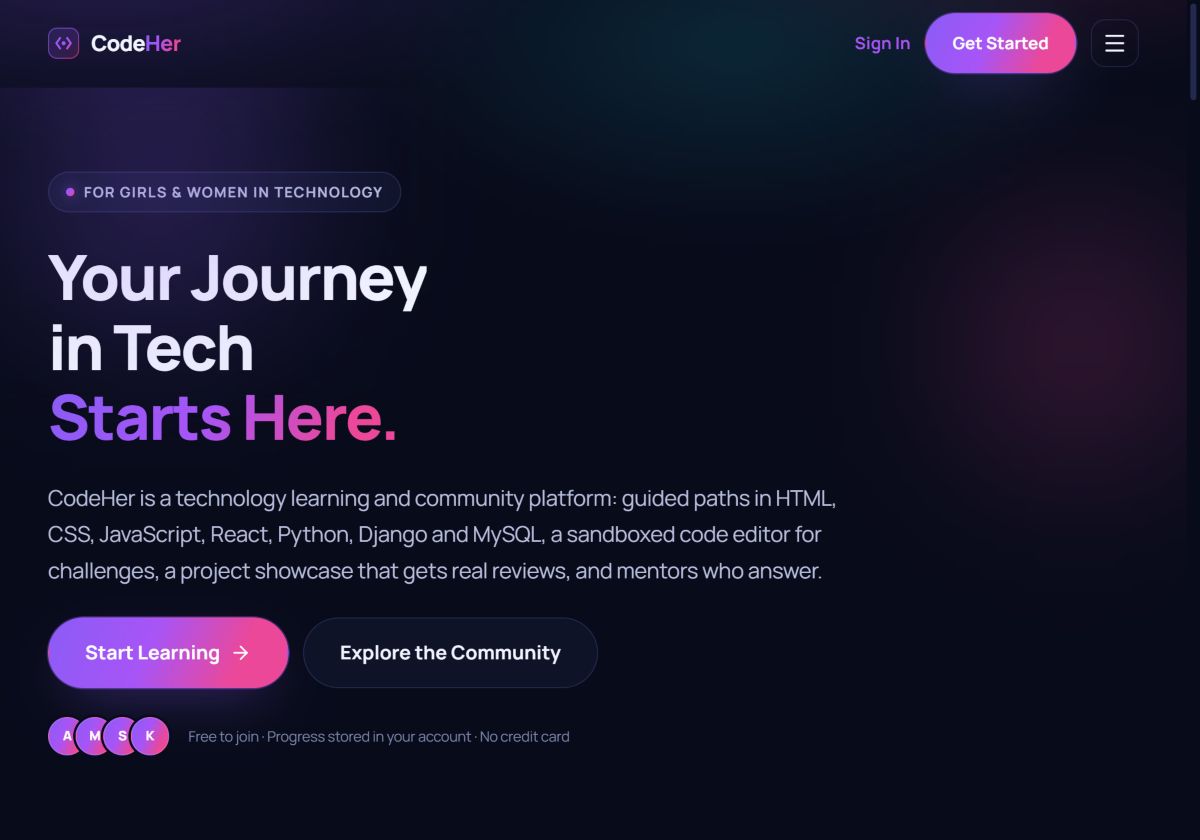 CodeHer
Sign In
Get Started
FOR GIRLS & WOMEN IN TECHNOLOGY
Your Journey
in Tech
Starts Here.
CodeHer is a technology learning and community platform: guided paths in HTML,
CSS, JavaScript, React, Python, Django and MySQL, a sandboxed code editor for
challenges, a project showcase that gets real reviews, and mentors who answer.
Start Learning →
Explore the Community
A M S K
Free to join · Progress stored in your account · No credit card